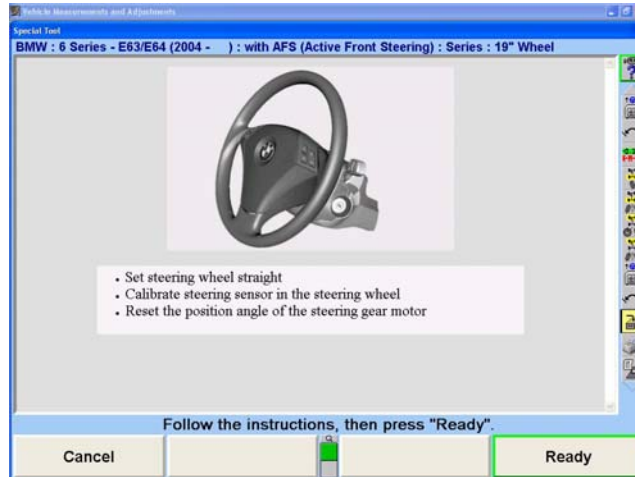 Vehicle Measurements and Adjustments
Special Tool
BMW : 6 Series - E63/E64 (2004 -     ) : with AFS (Active Front Steering) : Series : 19" Wheel
• Set steering wheel straight
• Calibrate steering sensor in the steering wheel
• Reset the position angle of the steering gear motor
Follow the instructions, then press "Ready".
Cancel
Ready